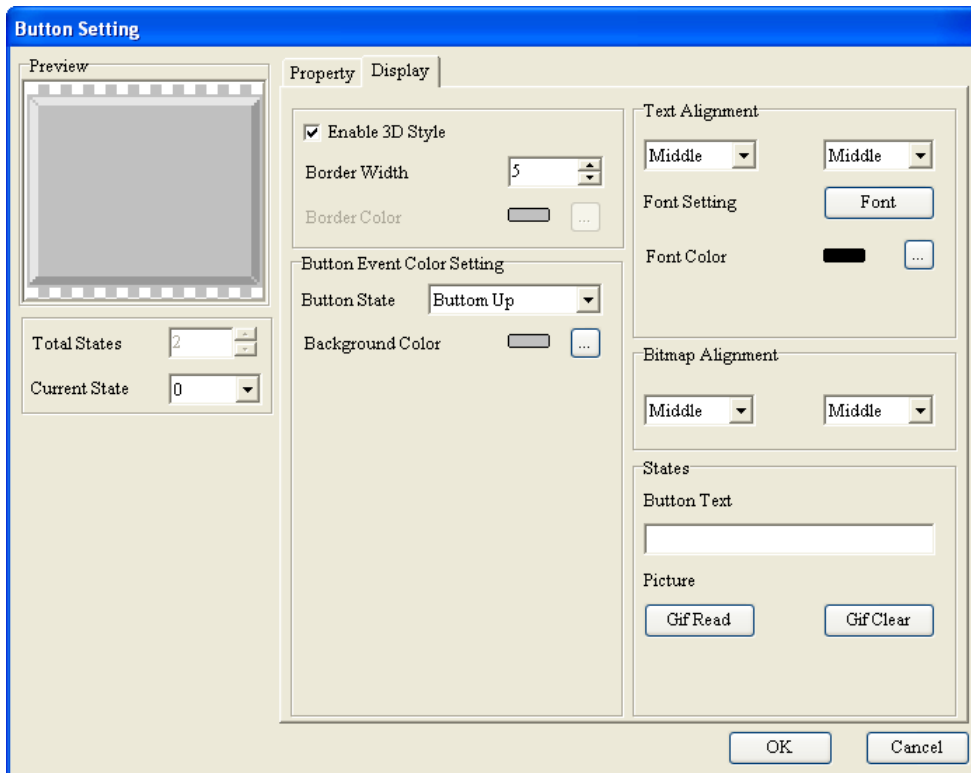 Button Setting
Preview
Total States 2
Current State 0
Property Display
Enable 3D Style
Border Width 5
Border Color ...
Button Event Color Setting
Button State Buttom Up
Background Color ...
Text Alignment
Middle Middle
Font Setting Font
Font Color ...
Bitmap Alignment
Middle Middle
States
Button Text
Picture
Gif Read Gif Clear
OK Cancel